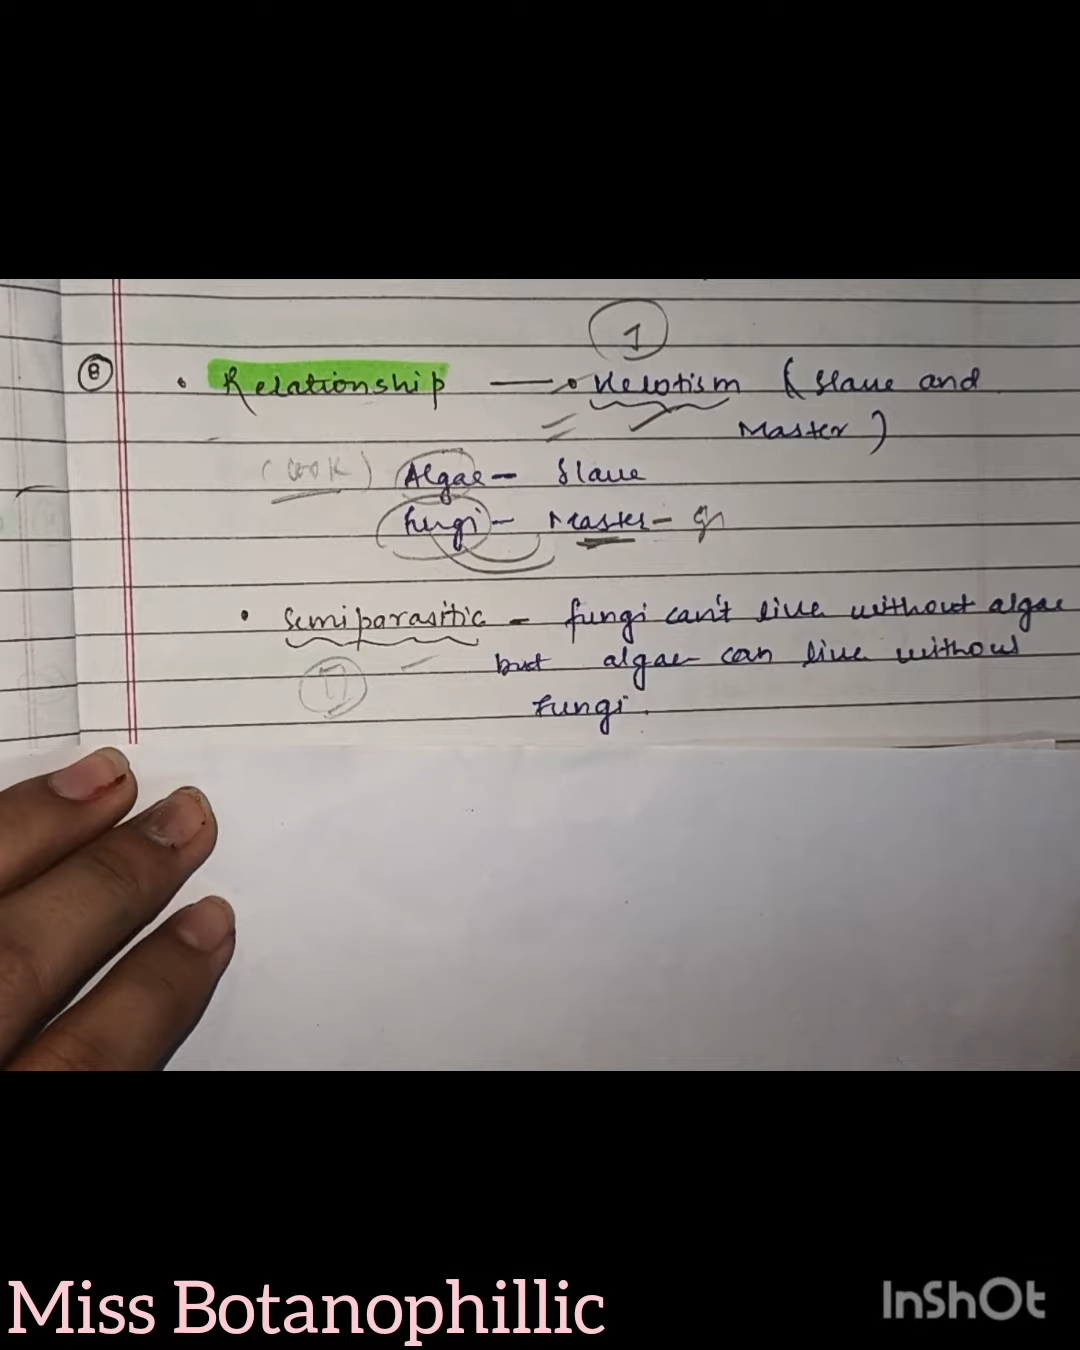 1
8 • Relationship — • Helotism (Slave and
Master)
(cook) Algae — Slave
Fungi — Master —
• Semiparasitic — fungi can't live without algae
but algae can live without
Fungi.
Miss Botanophillic
InShOt